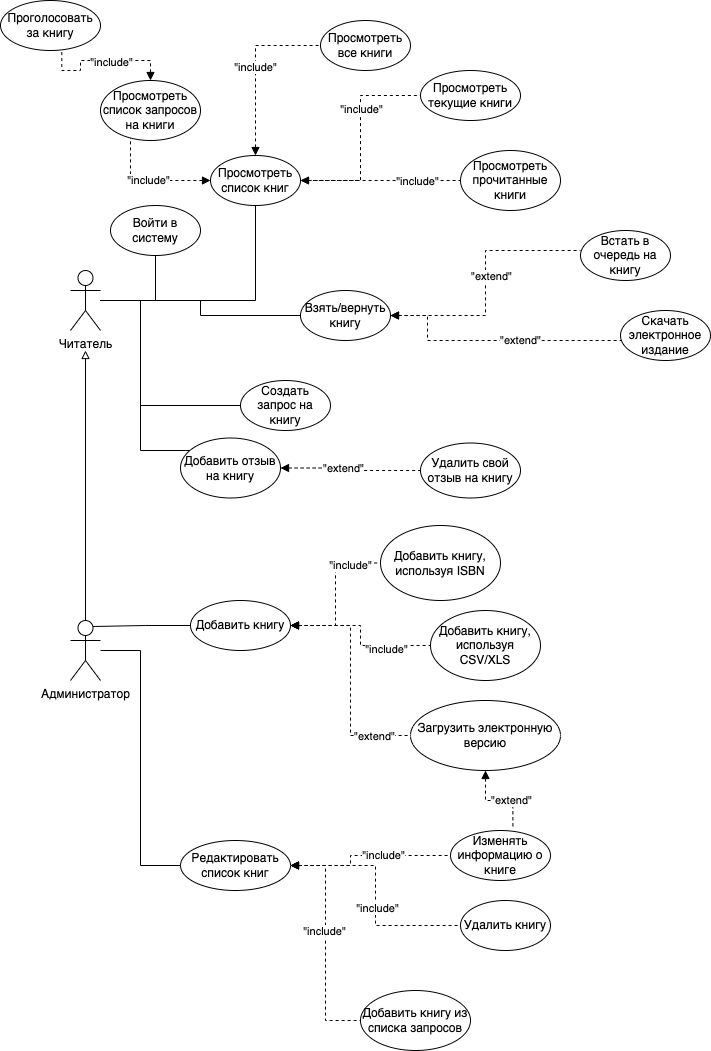 Проголосовать
за книгу
"include"
Просмотреть
все книги
"include"
Просмотреть
список запросов
на книги
Просмотреть
текущие книги
"include"
"include"
Просмотреть
список книг
"include"
Просмотреть
прочитанные
книги
Войти в
систему
Встать в
очередь на
книгу
"extend"
Читатель
Взять/вернуть
книгу
"extend"
Скачать
электронное
издание
Создать
запрос на
книгу
Добавить отзыв
на книгу
"extend"
Удалить свой
отзыв на книгу
"include"
Добавить книгу,
используя ISBN
Добавить книгу
"include"
Добавить книгу,
используя
CSV/XLS
Администратор
"extend"
Загрузить электронную
версию
"extend"
Редактировать
список книг
"include"
Изменять
информацию о
книге
"include"
Удалить книгу
"include"
Добавить книгу из
списка запросов